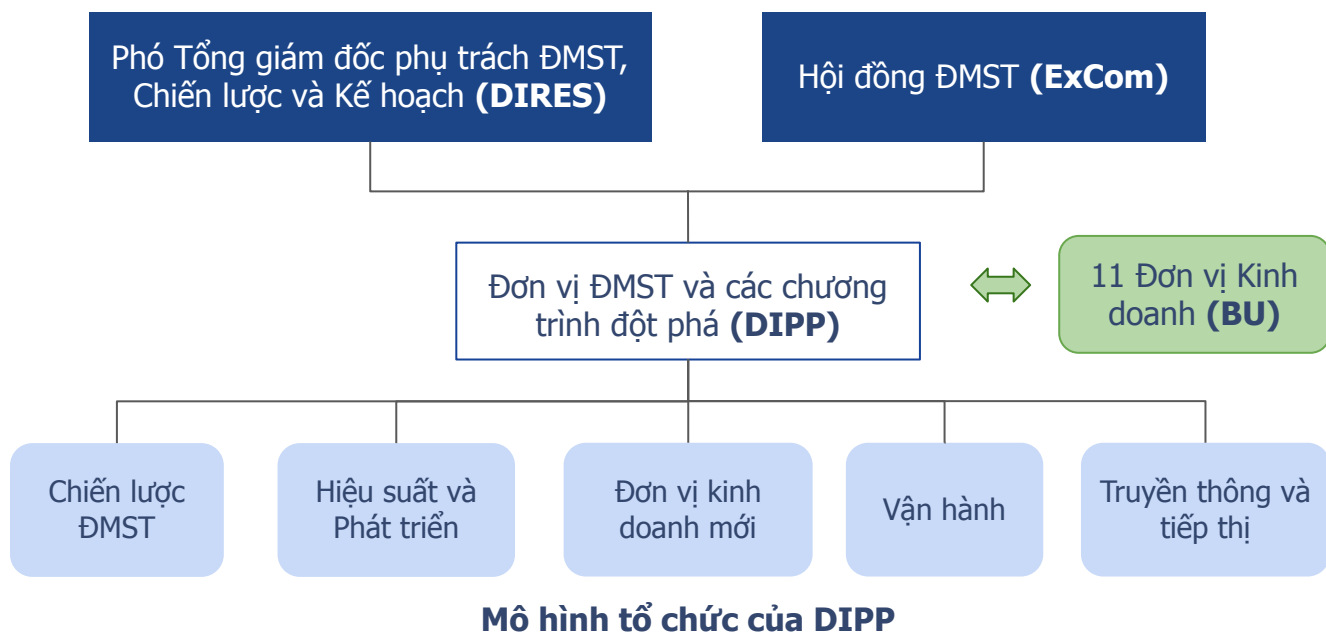 Phó Tổng giám đốc phụ trách ĐMST,
Chiến lược và Kế hoạch (DIRES)
Hội đồng ĐMST (ExCom)
Đơn vị ĐMST và các chương
trình đột phá (DIPP)
11 Đơn vị Kinh
doanh (BU)
Chiến lược
ĐMST
Hiệu suất và
Phát triển
Đơn vị kinh
doanh mới
Vận hành
Truyền thông và
tiếp thị
Mô hình tổ chức của DIPP